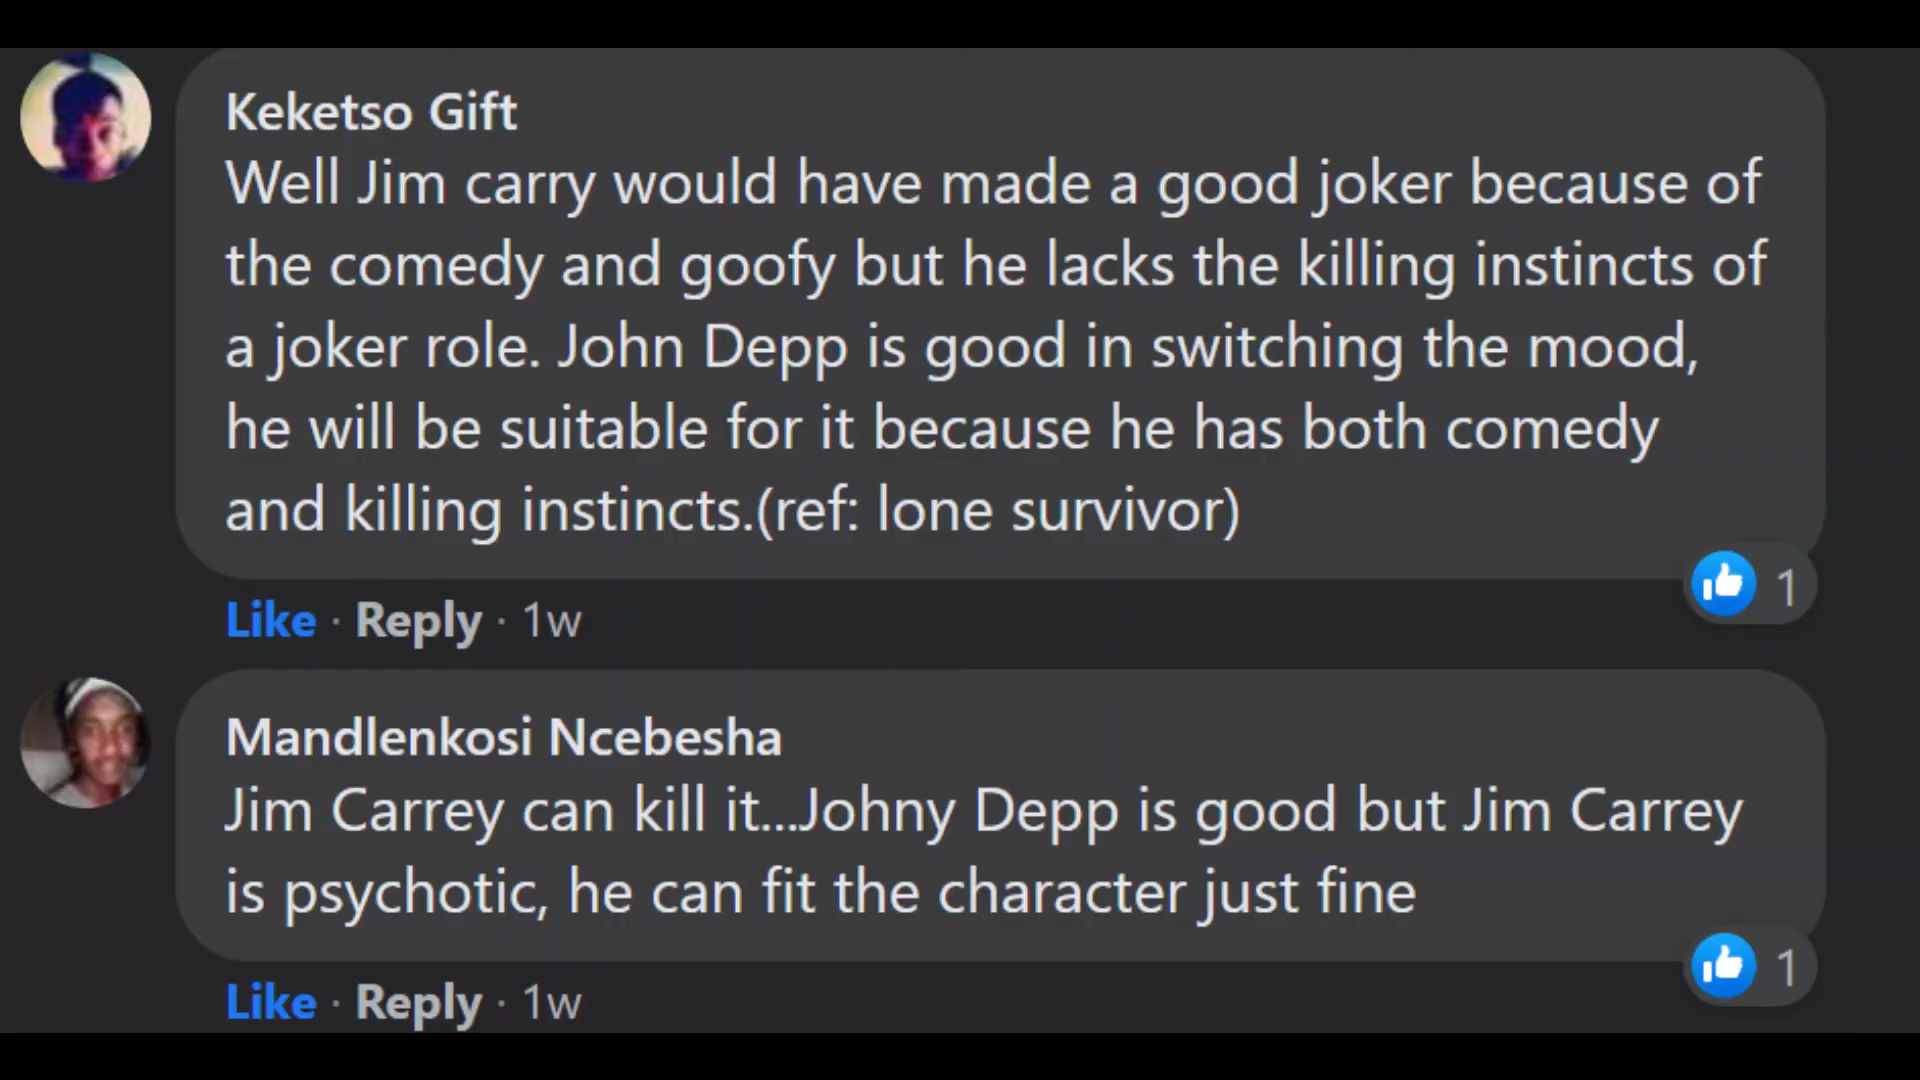 Keketso Gift
Well Jim carry would have made a good joker because of
the comedy and goofy but he lacks the killing instincts of
a joker role. John Depp is good in switching the mood,
he will be suitable for it because he has both comedy
and killing instincts.(ref: lone survivor)
1
Like · Reply · 1w
Mandlenkosi Ncebesha
Jim Carrey can kill it...Johny Depp is good but Jim Carrey
is psychotic, he can fit the character just fine
1
Like · Reply · 1w